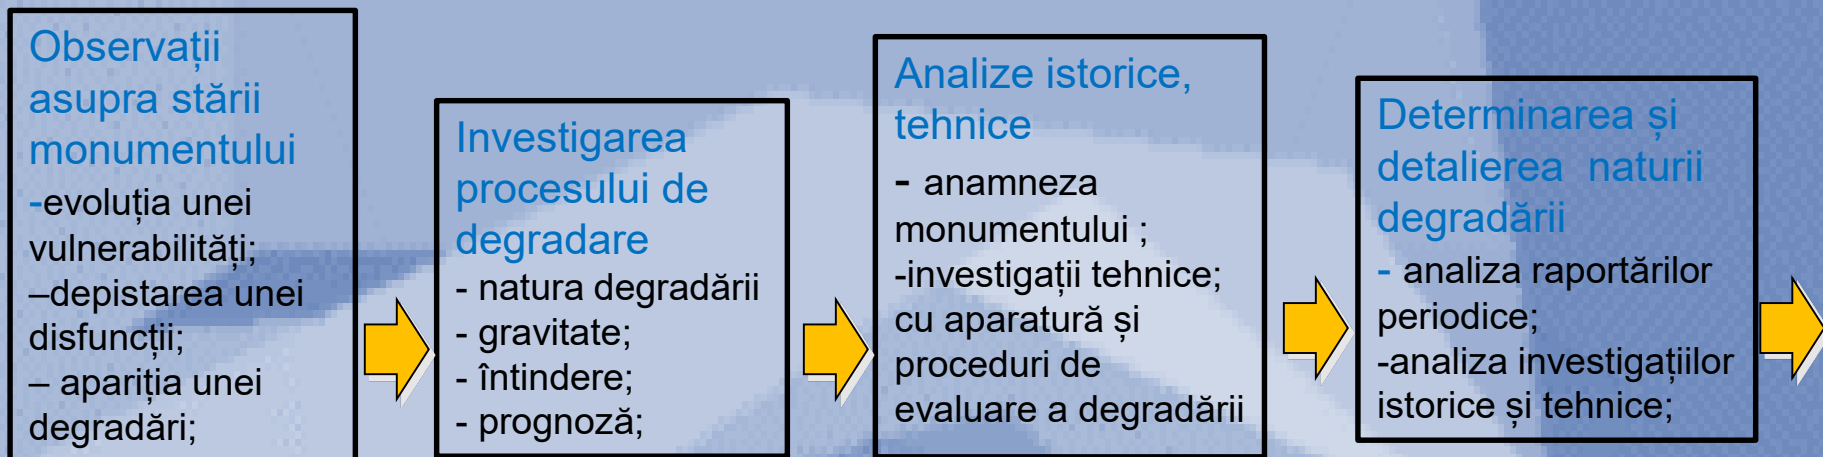 Observații
asupra stării
monumentului
-evoluția unei
vulnerabilități;
–depistarea unei
disfuncții;
– apariția unei
degradări;
Investigarea
procesului de
degradare
- natura degradării
- gravitate;
- întindere;
- prognoză;
Analize istorice,
tehnice
- anamneza
monumentului ;
-investigații tehnice;
cu aparatură și
proceduri de
evaluare a degradării
Determinarea și
detalierea naturii
degradării
- analiza raportărilor
periodice;
-analiza investigațiilor
istorice și tehnice;